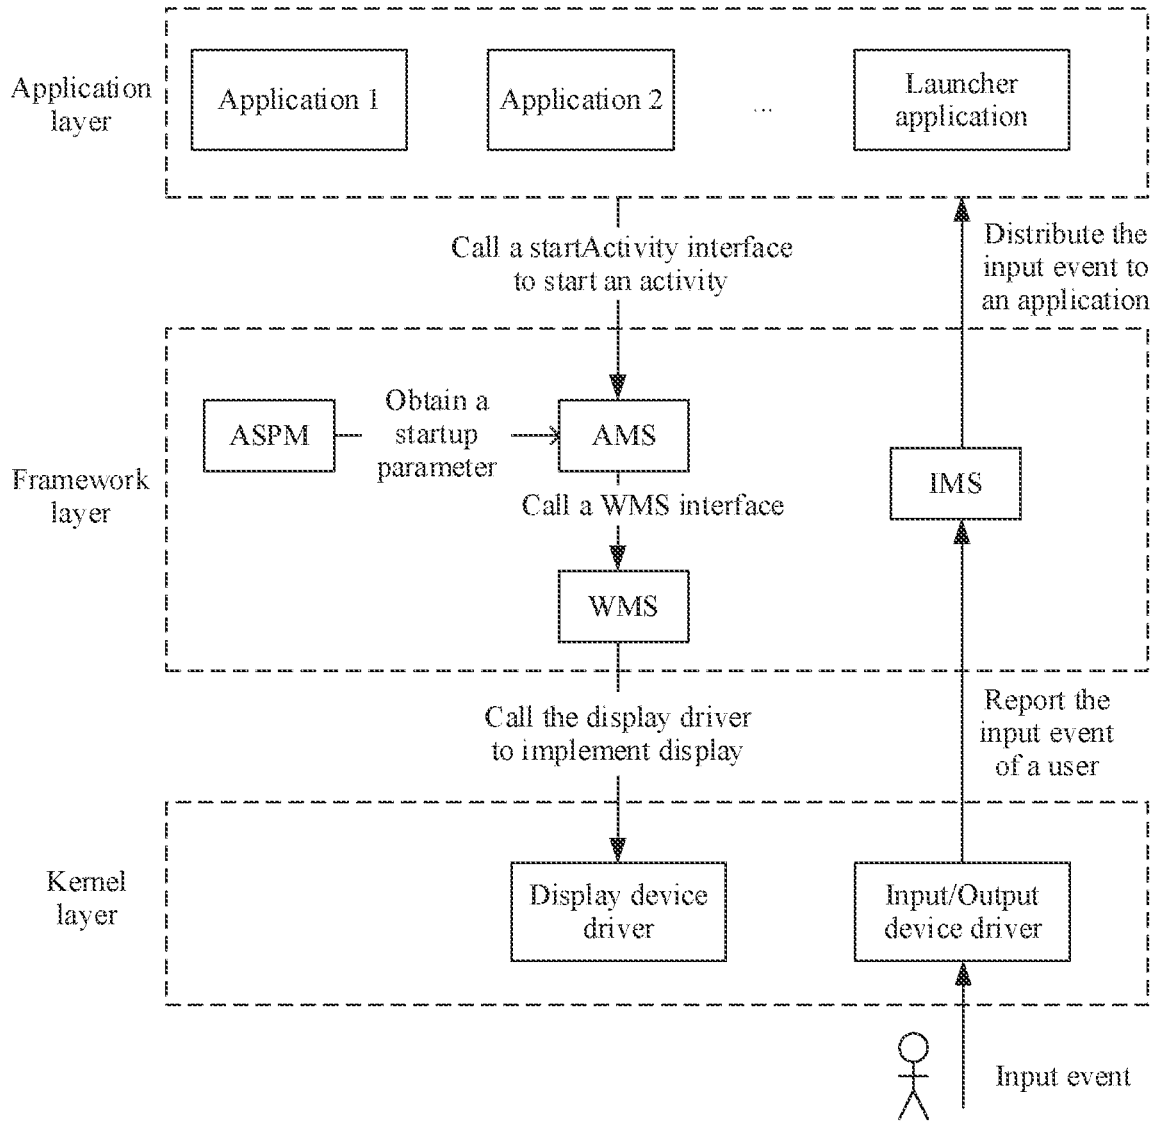 Application
layer
Application 1
Application 2
...
Launcher
application
Call a startActivity interface
to start an activity
Distribute the
input event to
an application
Framework
layer
ASPM
Obtain a
startup
parameter
AMS
IMS
Call a WMS interface
WMS
Call the display driver
to implement display
Report the
input event
of a user
Kernel
layer
Display device
driver
Input/Output
device driver
Input event